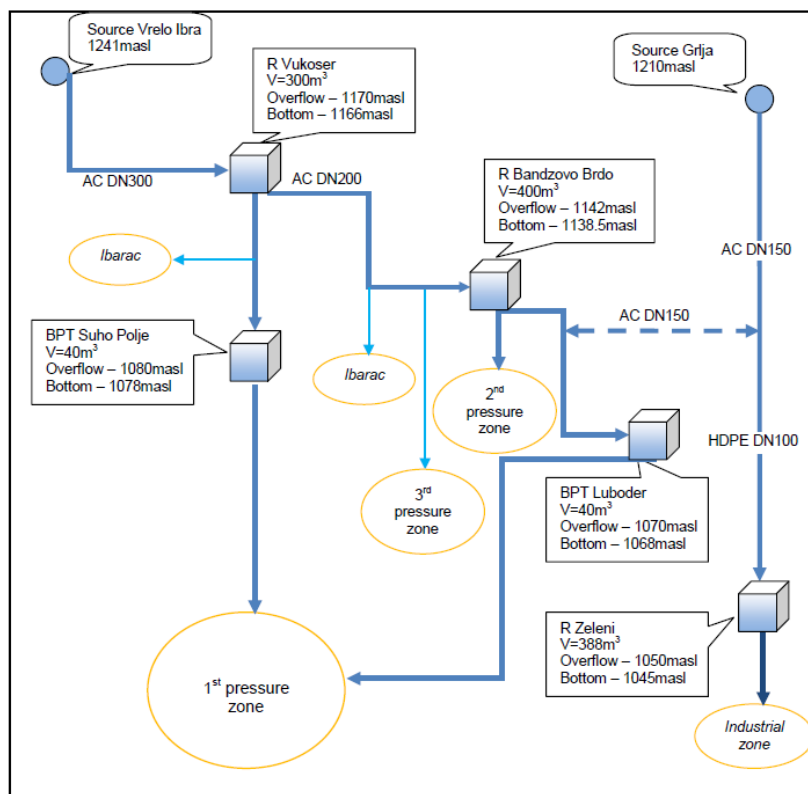 Source Vrelo Ibra
1241masl
R Vukoser
V=300m³
Overflow – 1170masl
Bottom – 1166masl
Source Grlja
1210masl
AC DN300
AC DN200
R Bandzovo Brdo
V=400m³
Overflow – 1142masl
Bottom – 1138.5masl
AC DN150
Ibarac
AC DN150
BPT Suho Polje
V=40m³
Overflow – 1080masl
Bottom – 1078masl
Ibarac
2nd
pressure
zone
HDPE DN100
3rd
pressure
zone
BPT Luboder
V=40m³
Overflow – 1070masl
Bottom – 1068masl
R Zeleni
V=388m³
Overflow – 1050masl
Bottom – 1045masl
1st pressure
zone
Industrial
zone